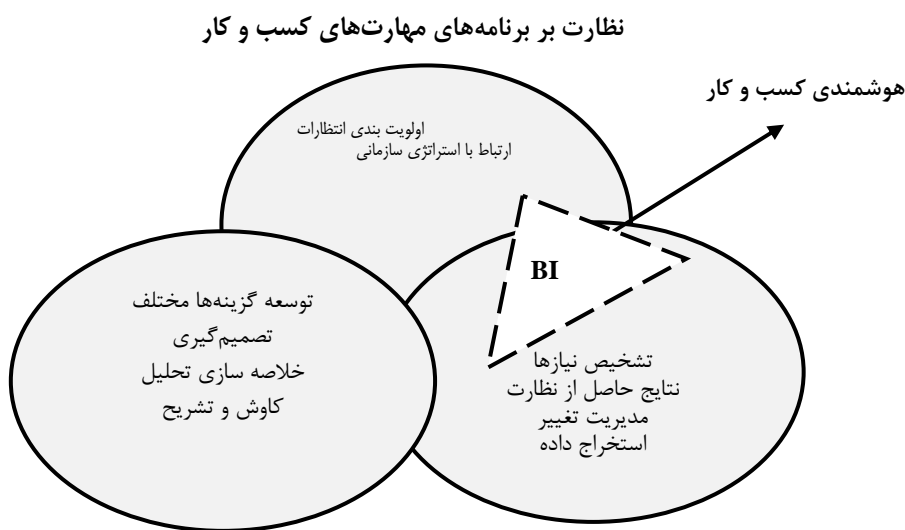 نظارت بر برنامه‌های مهارت‌های کسب و کار
هوشمندی کسب و کار
اولویت بندی انتظارات
ارتباط با استراتژی سازمانی
BI
توسعه گزینه‌ها مختلف
تصمیم‌گیری
خلاصه سازی تحلیل
کاوش و تشریح
تشخیص نیازها
نتایج حاصل از نظارت
مدیریت تغییر
استخراج داده